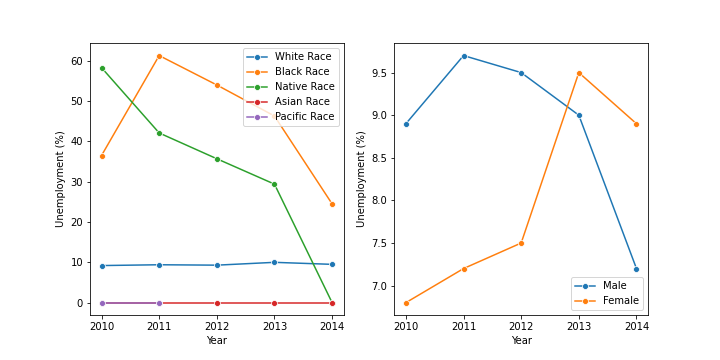 60
50
40
30
20
10
0
Unemployment (%)
2010 2011 2012 2013 2014
Year
White Race
Black Race
Native Race
Asian Race
Pacific Race
9.5
9.0
8.5
8.0
7.5
7.0
Unemployment (%)
2010 2011 2012 2013 2014
Year
Male
Female